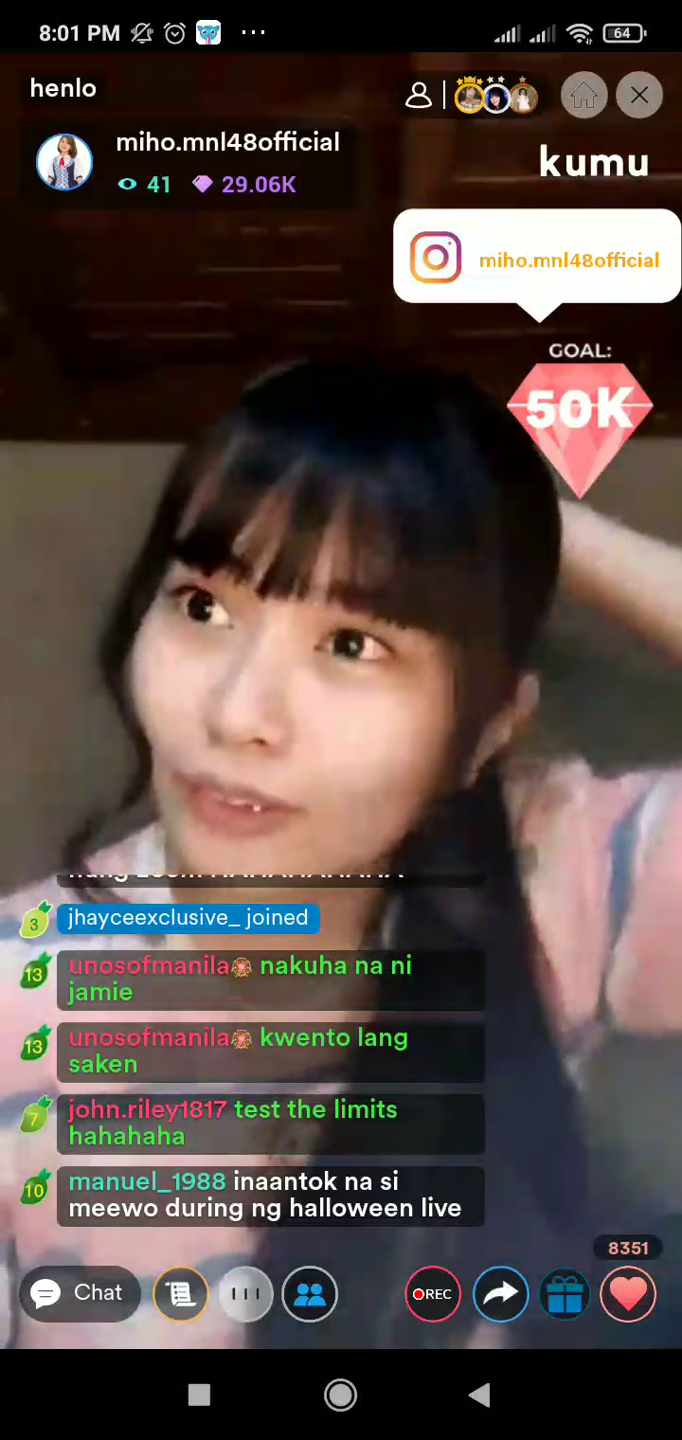 8:01 PM
64
henlo
miho.mnl48official
41 29.06K
kumu
miho.mnl48official
GOAL:
50K
3 jhayceexclusive_ joined
13 unosofmanila nakuha na ni
jamie
13 unosofmanila kwento lang
saken
7 john.riley1817 test the limits
hahahaha
10 manuel_1988 inaantok na si
meewo during ng halloween live
8351
Chat
REC